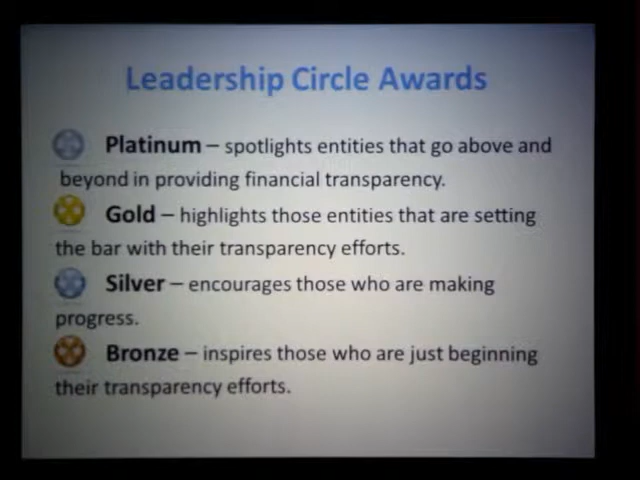 Leadership Circle Awards
Platinum – spotlights entities that go above and
beyond in providing financial transparency.
Gold – highlights those entities that are setting
the bar with their transparency efforts.
Silver – encourages those who are making
progress.
Bronze – inspires those who are just beginning
their transparency efforts.